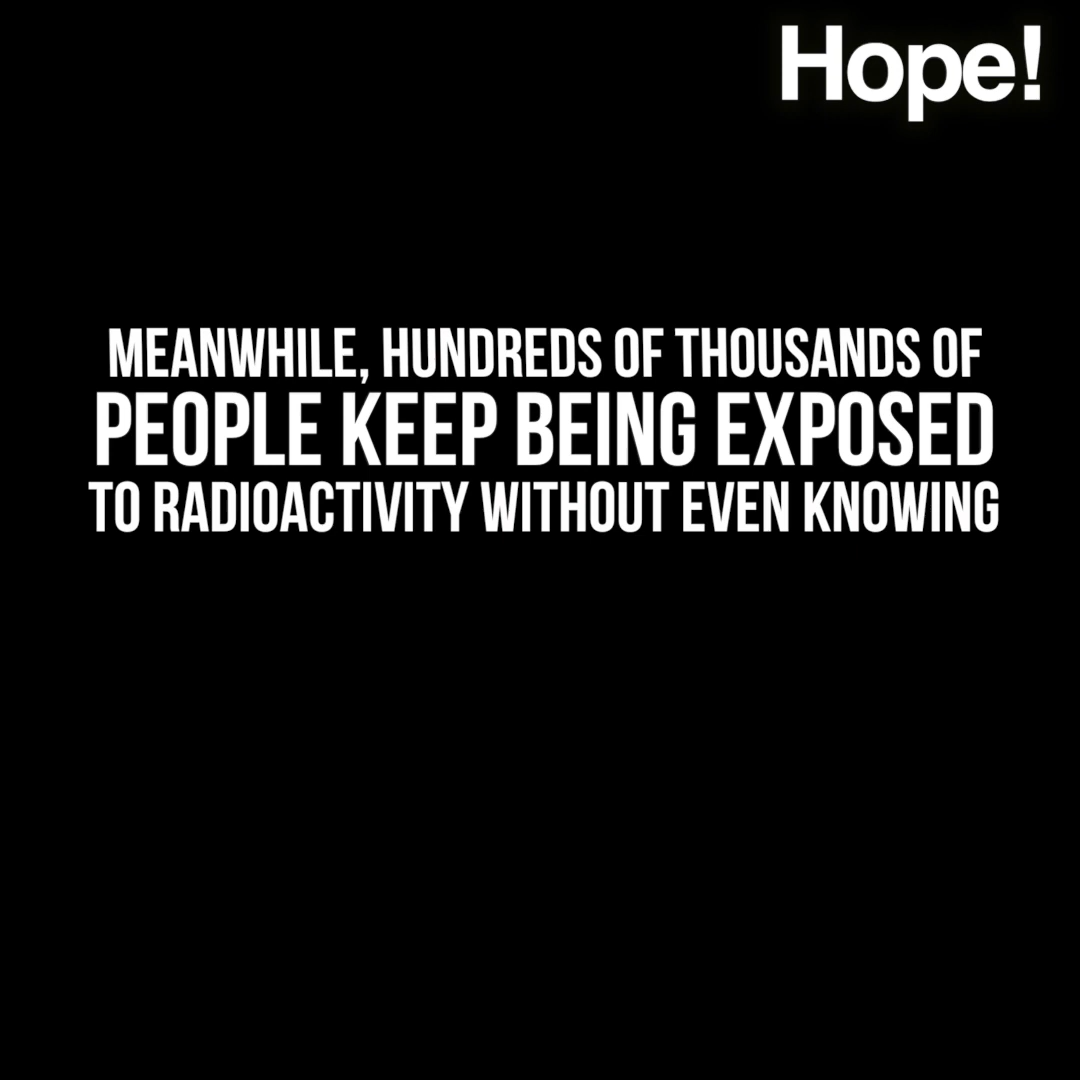 Hope!
MEANWHILE, HUNDREDS OF THOUSANDS OF
PEOPLE KEEP BEING EXPOSED
TO RADIOACTIVITY WITHOUT EVEN KNOWING